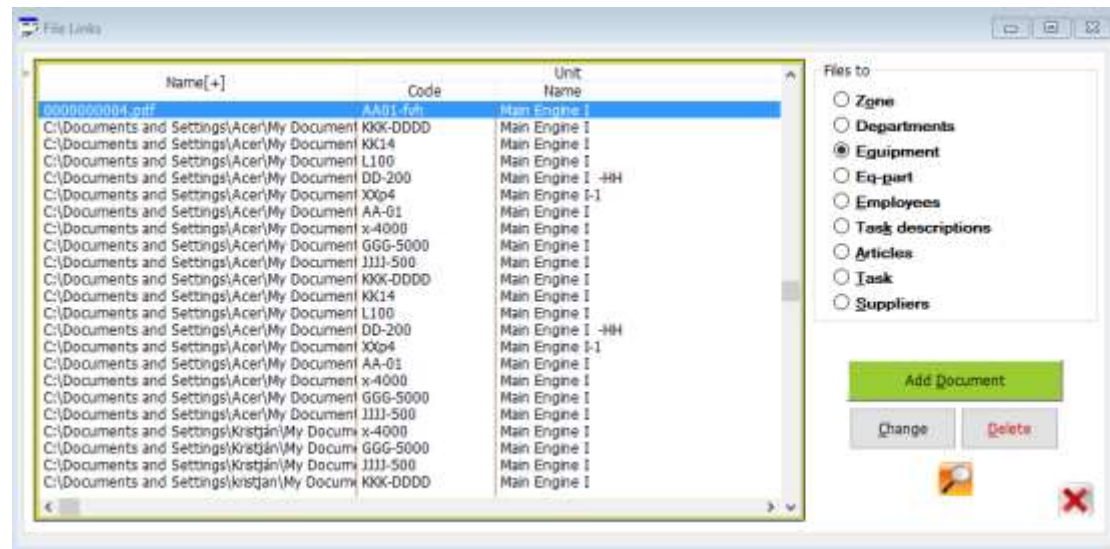 File Links
Name[+]
Unit
Code
Name
0000000004.pdf AA01-fvh Main Engine I
C:\Documents and Settings\Acer\My Document KKK-DDDD Main Engine I
C:\Documents and Settings\Acer\My Document KK14 Main Engine I
C:\Documents and Settings\Acer\My Document L100 Main Engine I
C:\Documents and Settings\Acer\My Document DD-200 Main Engine I -HH
C:\Documents and Settings\Acer\My Document XXp4 Main Engine I-1
C:\Documents and Settings\Acer\My Document AA-01 Main Engine I
C:\Documents and Settings\Acer\My Document x-4000 Main Engine I
C:\Documents and Settings\Acer\My Document GGG-5000 Main Engine I
C:\Documents and Settings\Acer\My Document JJJJ-500 Main Engine I
C:\Documents and Settings\Acer\My Document KKK-DDDD Main Engine I
C:\Documents and Settings\Acer\My Document KK14 Main Engine I
C:\Documents and Settings\Acer\My Document L100 Main Engine I
C:\Documents and Settings\Acer\My Document DD-200 Main Engine I -HH
C:\Documents and Settings\Acer\My Document XXp4 Main Engine I-1
C:\Documents and Settings\Acer\My Document AA-01 Main Engine I
C:\Documents and Settings\Acer\My Document x-4000 Main Engine I
C:\Documents and Settings\Acer\My Document GGG-5000 Main Engine I
C:\Documents and Settings\Acer\My Document JJJJ-500 Main Engine I
C:\Documents and Settings\Kristján\My Docum x-4000 Main Engine I
C:\Documents and Settings\Kristján\My Docum GGG-5000 Main Engine I
C:\Documents and Settings\Kristján\My Docum JJJJ-500 Main Engine I
C:\Documents and Settings\kristjan\My Docum KKK-DDDD Main Engine I
Files to
Zone
Departments
Equipment
Eq-part
Employees
Task descriptions
Articles
Task
Suppliers
Add Document
Change
Delete